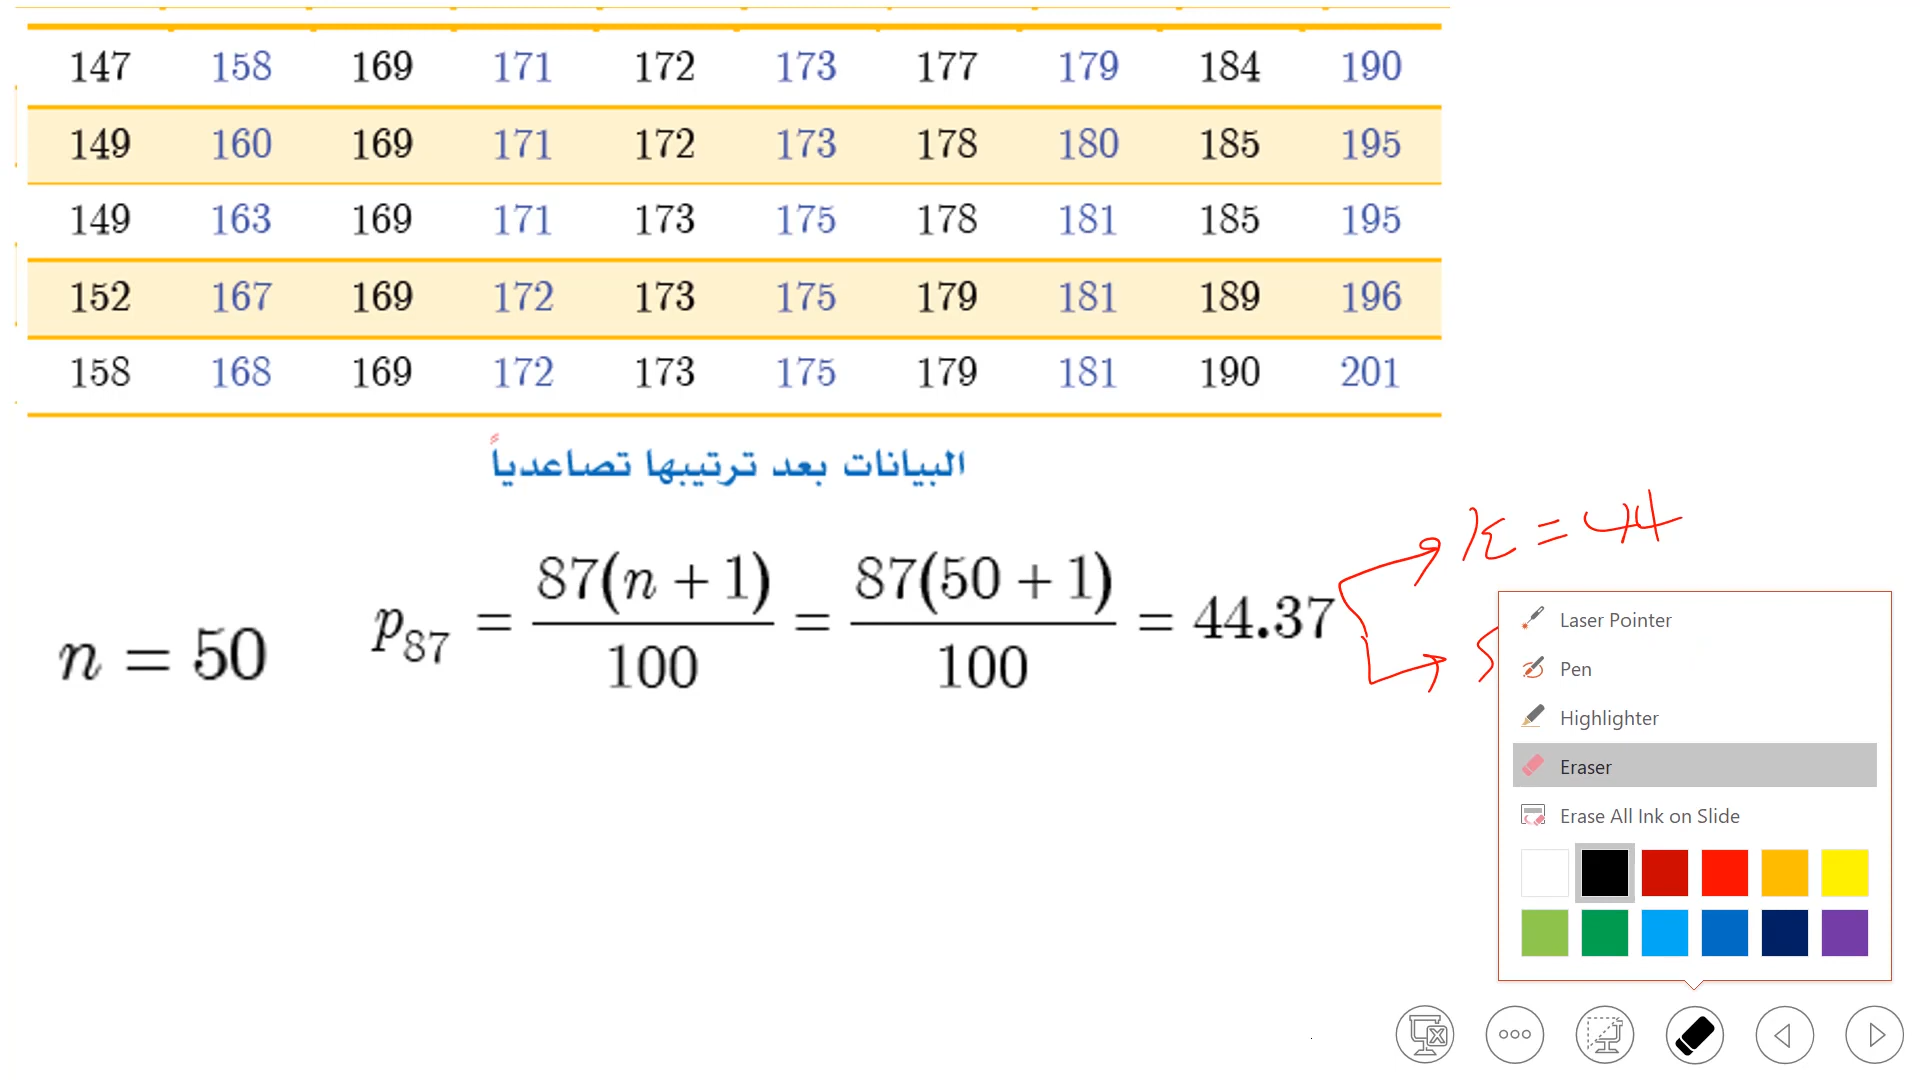 147 158 169 171 172 173 177 179 184 190
149 160 169 171 172 173 178 180 185 195
149 163 169 171 173 175 178 181 185 195
152 167 169 172 173 175 179 181 189 196
158 168 169 172 173 175 179 181 190 201
البيانات بعد ترتيبها تصاعدياً
n = 50
p₈₇ = 87(n + 1)/100 = 87(50 + 1)/100 = 44.37
= 44
Laser Pointer
Pen
Highlighter
Eraser
Erase All Ink on Slide